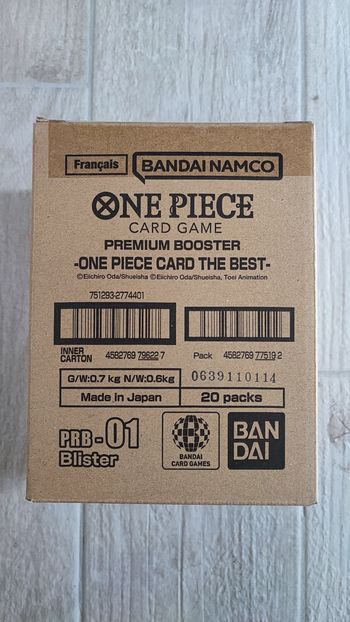 Français BANDAI NAMCO
ONE PIECE
CARD GAME
PREMIUM BOOSTER
-ONE PIECE CARD THE BEST-
©Eiichiro Oda/Shueisha ©Eiichiro Oda/Shueisha, Toei Animation
751293-2774401
INNER CARTON 4582769 79622 7 Pack 4582769 77519 2
G/W:0.7 kg N/W:0.6kg 0639110114
Made in Japan 20 packs
PRB-01
Blister
BANDAI
CARD GAMES
BAN
DAI